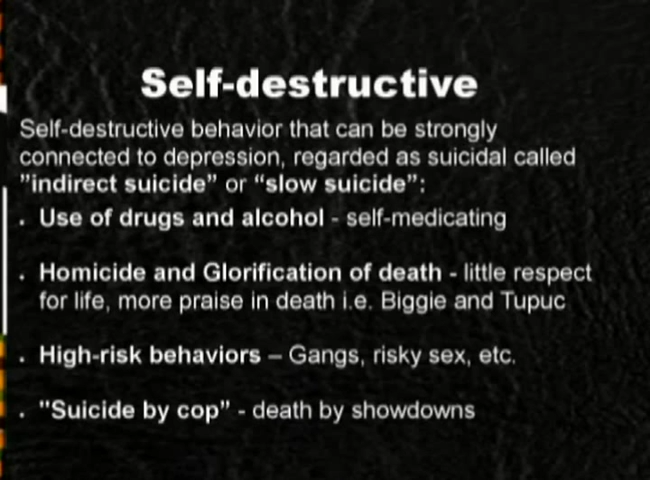 Self-destructive
Self-destructive behavior that can be strongly
connected to depression, regarded as suicidal called
"indirect suicide” or “slow suicide”:
. Use of drugs and alcohol - self-medicating
. Homicide and Glorification of death - little respect
for life, more praise in death i.e. Biggie and Tupuc
. High-risk behaviors – Gangs, risky sex, etc.
. "Suicide by cop” - death by showdowns